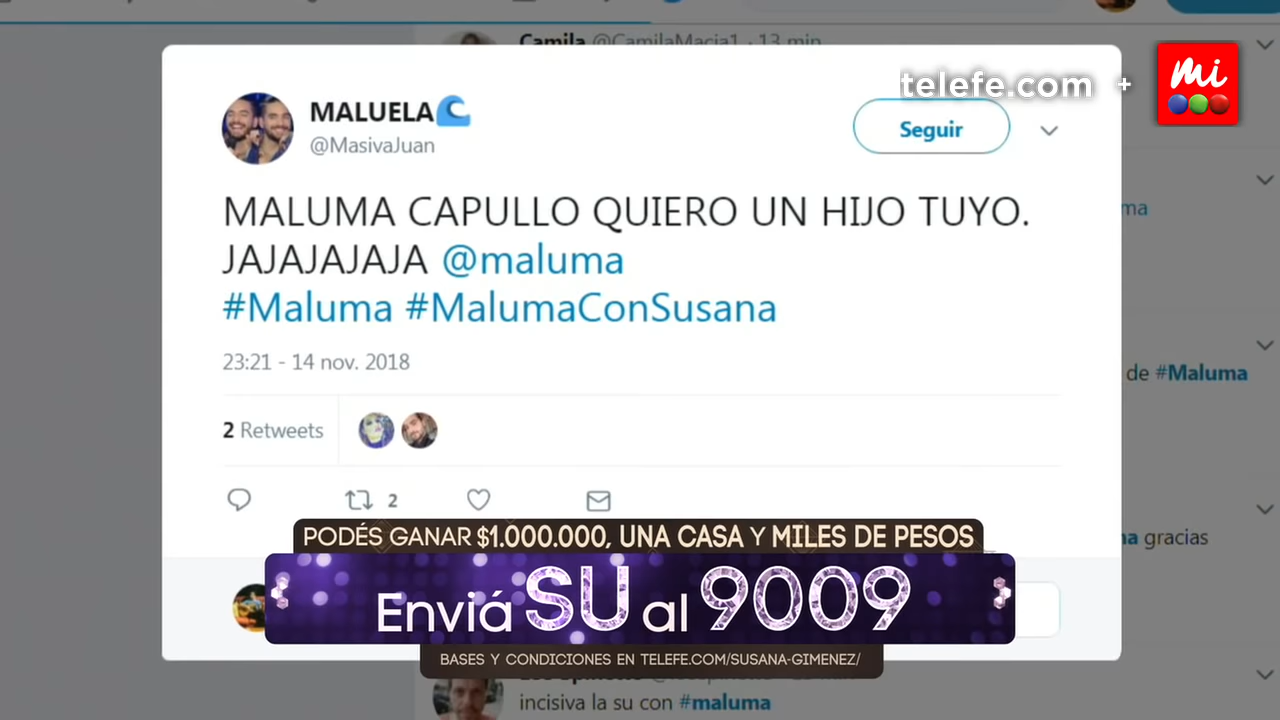 Camila @CamilaMacia1 · 13 min
telefe.com +
mi
MALUELA
@MasivaJuan
Seguir
MALUMA CAPULLO QUIERO UN HIJO TUYO.
JAJAJAJAJA @maluma
#Maluma #MalumaConSusana
23:21 - 14 nov. 2018
2 Retweets
2
de #Maluma
gracias
PODÉS GANAR $1.000.000, UNA CASA Y MILES DE PESOS
Enviá SU al 9009
BASES Y CONDICIONES EN TELEFE.COM/SUSANA-GIMENEZ/
incisiva la su con #maluma